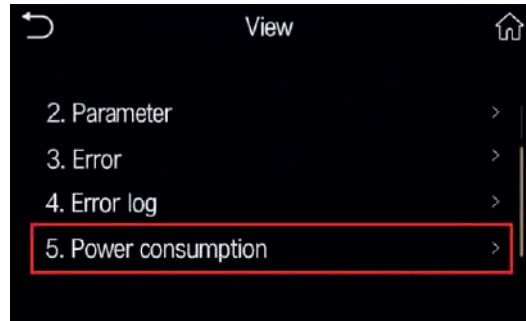 View
2. Parameter
3. Error
4. Error log
5. Power consumption